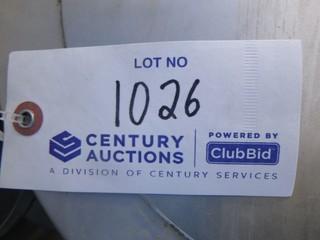 LOT NO
1026
CENTURY AUCTIONS
POWERED BY
ClubBid
A DIVISION OF CENTURY SERVICES